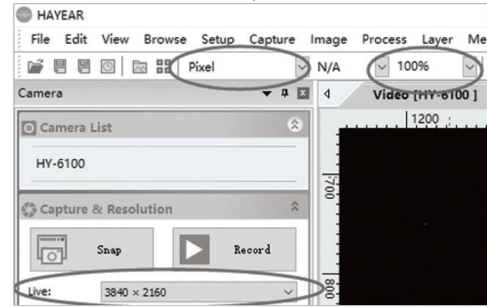 HAYEAR
File Edit View Browse Setup Capture Image Process Layer Me
Pixel N/A 100%
Camera Video [HY-6100 ]
Camera List
1200
HY-6100
700
Capture & Resolution
Snap Record
800
Live: 3840 × 2160